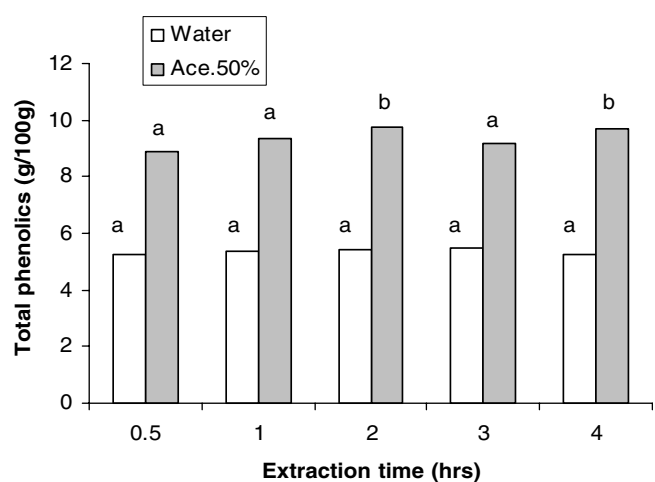 Water
Ace.50%
Total phenolics (g/100g)
12
10
8
6
4
2
0
a a a a b a a a b
a
0.5 1 2 3 4
Extraction time (hrs)